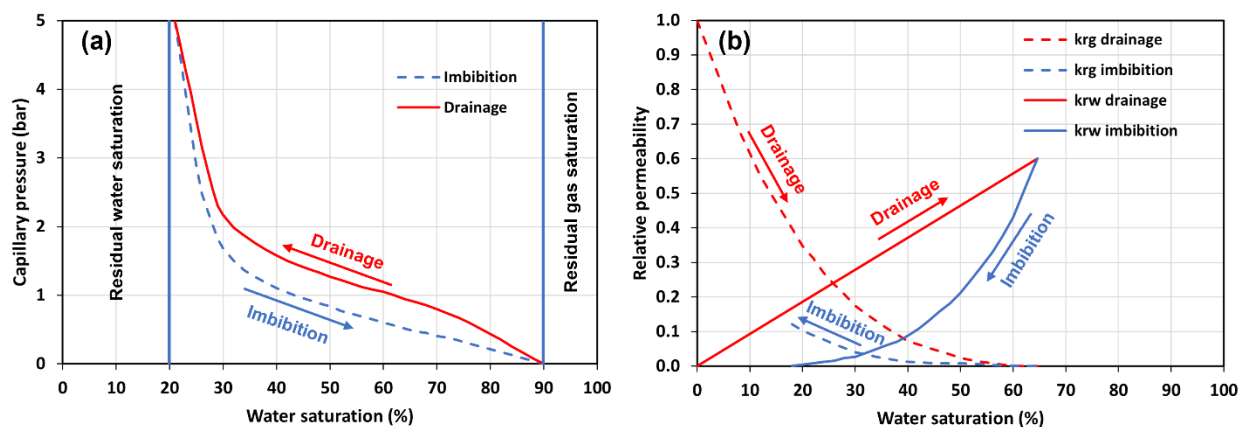 (a)
Capillary pressure (bar)
5
4
3
2
1
0
Residual water saturation
Imbibition
Drainage
Drainage
Imbibition
Residual gas saturation
0 10 20 30 40 50 60 70 80 90 100
Water saturation (%)
(b)
Relative permeability
1.0
0.9
0.8
0.7
0.6
0.5
0.4
0.3
0.2
0.1
0.0
krg drainage
krg imbibition
krw drainage
krw imbibition
Drainage
Drainage
Imbibition
Imbibition
0 10 20 30 40 50 60 70 80 90 100
Water saturation (%)